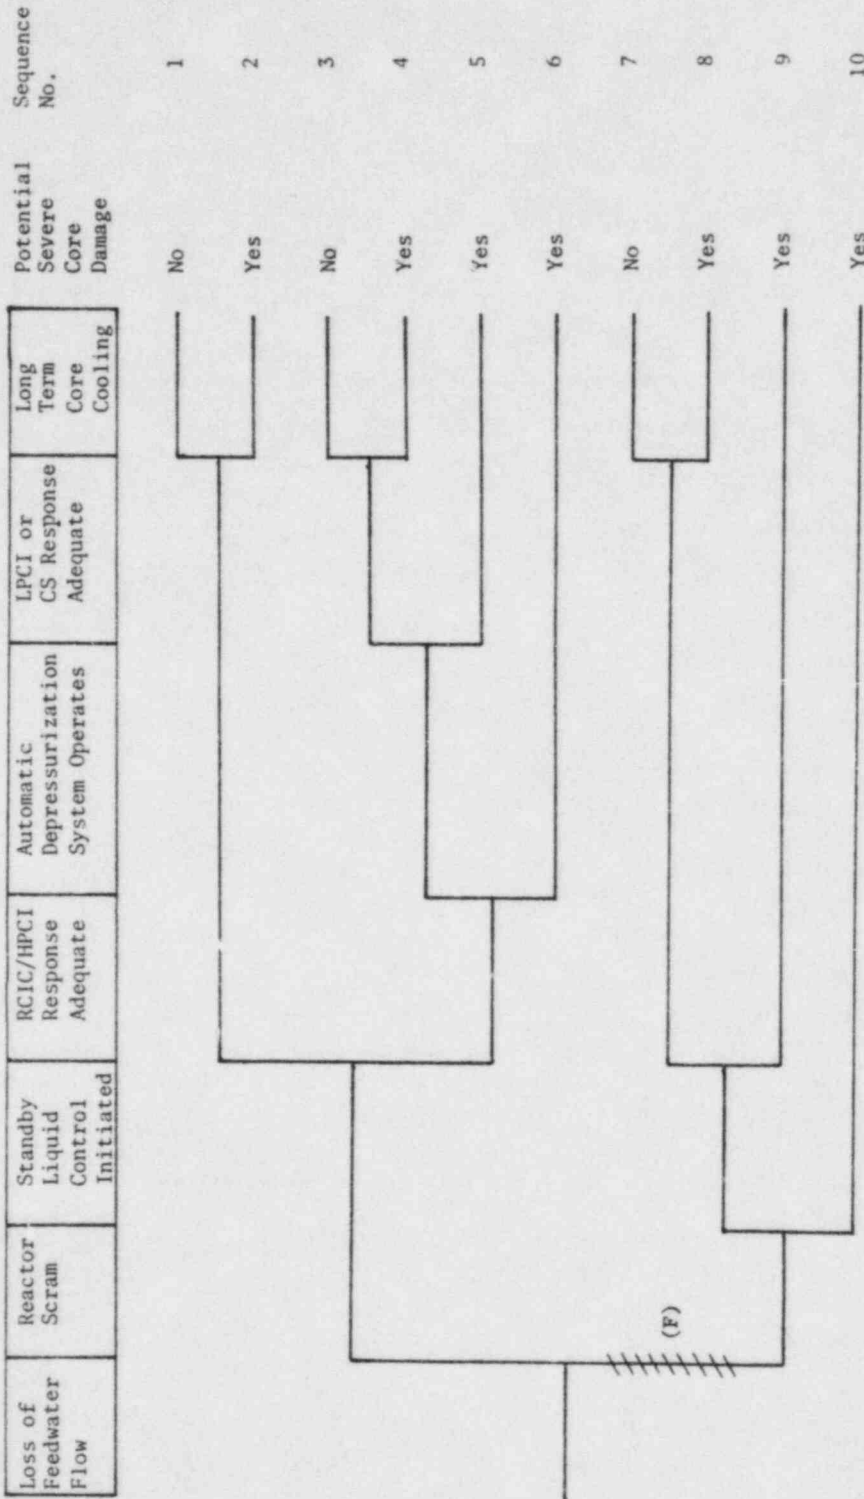 Loss of
Feedwater
Flow
Reactor
Scram
Standby
Liquid
Control
Initiated
RCIC/HPCI
Response
Adequate
Automatic
Depressurization
System Operates
LPCI or
CS Response
Adequate
Long
Term
Core
Cooling
Potential
Severe
Core
Damage
Sequence
No.
No 1
Yes 2
No 3
Yes 4
Yes 5
Yes 6
No 7
Yes 8
Yes 9
Yes 10
(F)